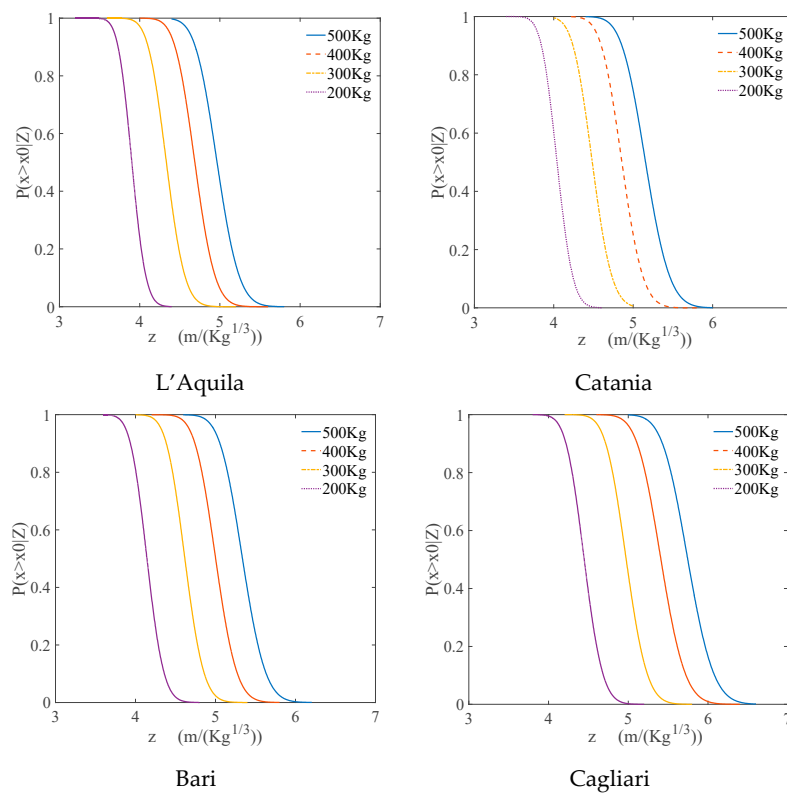 1
0.8
0.6
0.4
0.2
0
P(x>x0|Z)
500Kg
400Kg
300Kg
200Kg
3 4 5 6 7
z (m/(Kg^1/3))
L'Aquila
1
0.8
0.6
0.4
0.2
0
P(x>x0|Z)
500Kg
400Kg
300Kg
200Kg
3 4 5 6
z (m/(Kg^1/3))
Catania
1
0.8
0.6
0.4
0.2
0
P(x>x0|Z)
500Kg
400Kg
300Kg
200Kg
3 4 5 6 7
z (m/(Kg^1/3))
Bari
1
0.8
0.6
0.4
0.2
0
P(x>x0|Z)
500Kg
400Kg
300Kg
200Kg
3 4 5 6 7
z (m/(Kg^1/3))
Cagliari